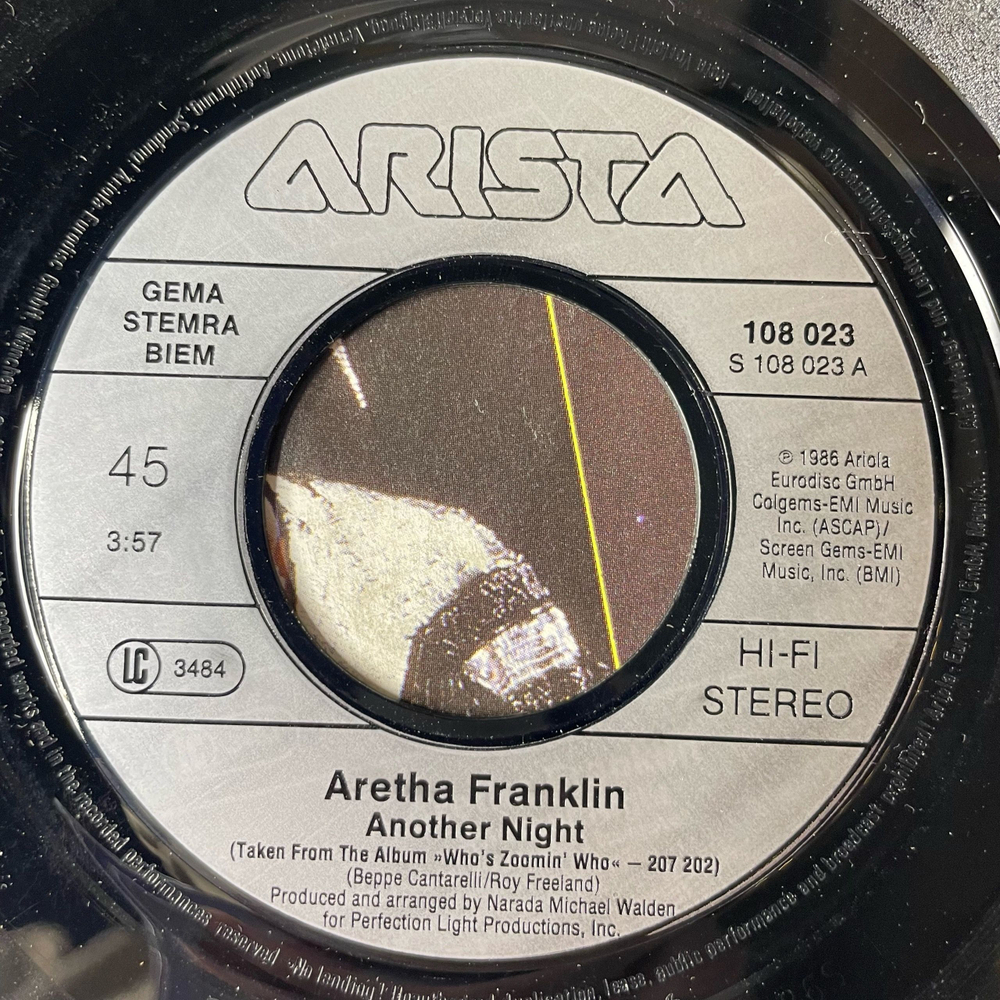 ARISTA
GEMA
STEMRA
BIEM
45
3:57
LC 3484
108 023
S 108 023 A
℗ 1986 Ariola
Eurodisc GmbH
Colgems-EMI Music
Inc. (ASCAP)/
Screen Gems-EMI
Music, Inc. (BMI)
HI-FI
STEREO
Aretha Franklin
Another Night
(Taken From The Album »Who's Zoomin' Who« — 207 202)
(Beppe Cantarelli/Roy Freeland)
Produced and arranged by Narada Michael Walden
for Perfection Light Productions, Inc.